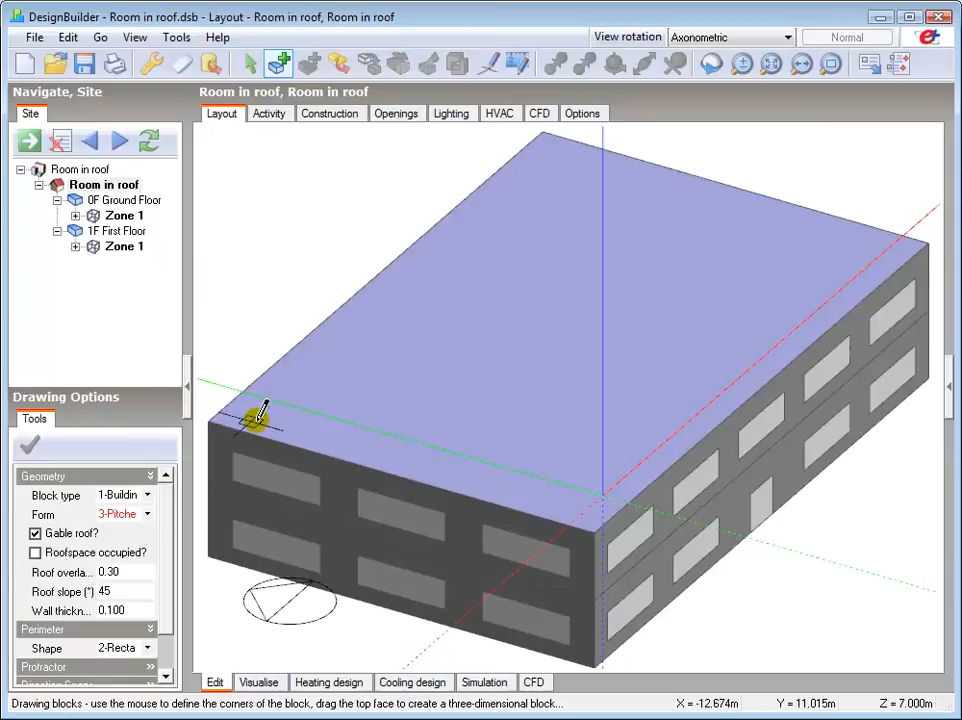 DesignBuilder - Room in roof.dsb - Layout - Room in roof, Room in roof
File Edit Go View Tools Help
View rotation Axonometric Normal
Navigate, Site
Room in roof, Room in roof
Site
Layout Activity Construction Openings Lighting HVAC CFD Options
Room in roof
Room in roof
0F Ground Floor
Zone 1
1F First Floor
Zone 1
Drawing Options
Tools
Geometry
Block type 1-Buildin
Form 3-Pitche
Gable roof?
Roofspace occupied?
Roof overla... 0.30
Roof slope (°) 45
Wall thickn... 0.100
Perimeter
Shape 2-Recta
Protractor
Edit Visualise Heating design Cooling design Simulation CFD
Drawing blocks - use the mouse to define the corners of the block, drag the top face to create a three-dimensional block...
X = -12.674m Y = 11.015m Z = 7.000m